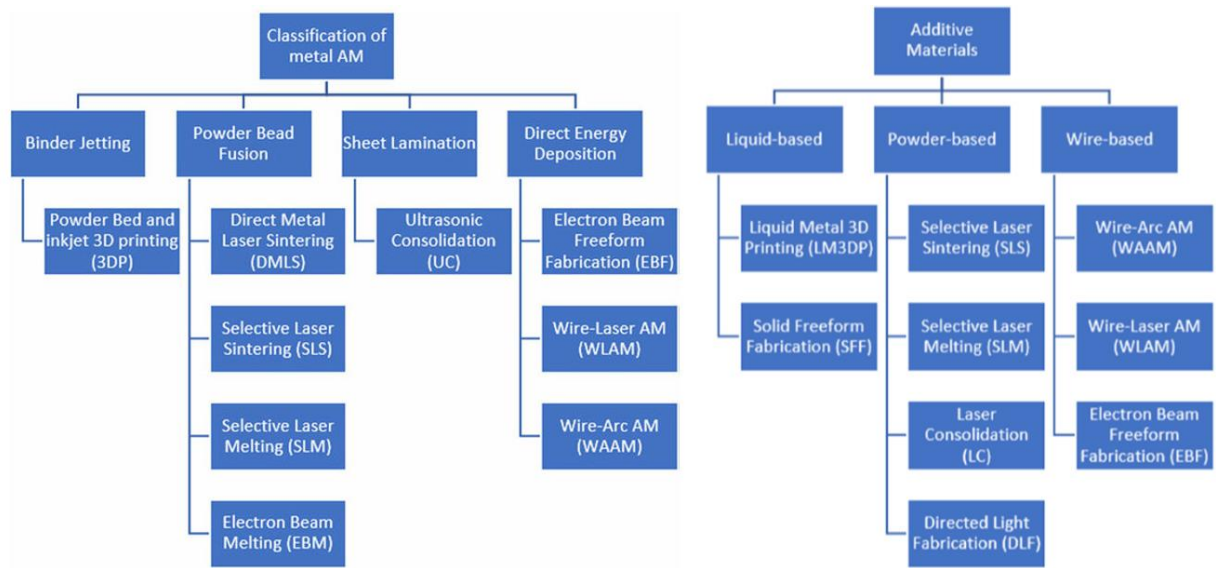 Classification of
metal AM
Binder Jetting
Powder Bed and
inkjet 3D printing
(3DP)
Powder Bead
Fusion
Direct Metal
Laser Sintering
(DMLS)
Selective Laser
Sintering (SLS)
Selective Laser
Melting (SLM)
Electron Beam
Melting (EBM)
Sheet Lamination
Ultrasonic
Consolidation
(UC)
Direct Energy
Deposition
Electron Beam
Freeform
Fabrication (EBF)
Wire-Laser AM
(WLAM)
Wire-Arc AM
(WAAM)
Additive
Materials
Liquid-based
Liquid Metal 3D
Printing (LM3DP)
Solid Freeform
Fabrication (SFF)
Powder-based
Selective Laser
Sintering (SLS)
Selective Laser
Melting (SLM)
Laser
Consolidation
(LC)
Directed Light
Fabrication (DLF)
Wire-based
Wire-Arc AM
(WAAM)
Wire-Laser AM
(WLAM)
Electron Beam
Freeform
Fabrication (EBF)